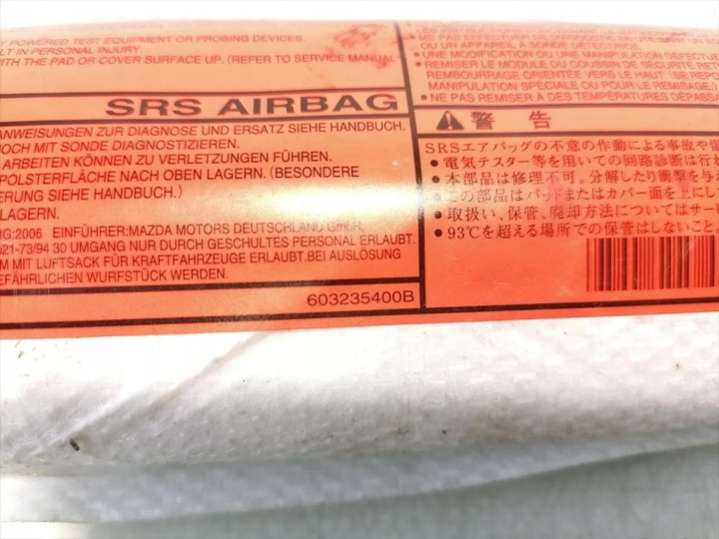 POWERED TEST EQUIPMENT OR PROBING DEVICES.
LT IN PERSONAL INJURY.
WITH THE PAD OR COVER SURFACE UP. (REFER TO SERVICE MANUAL
SRS AIRBAG
ANWEISUNGEN ZUR DIAGNOSE UND ERSATZ SIEHE HANDBUCH.
OCH MIT SONDE DIAGNOSTIZIEREN.
ARBEITEN KÖNNEN ZU VERLETZUNGEN FÜHREN.
POLSTERFLÄCHE NACH OBEN LAGERN. (BESONDERE
ERUNG SIEHE HANDBUCH.)
LAGERN.
:2006 EINFÜHRER:MAZDA MOTORS DEUTSCHLAND GmbH,
021-73/94 30 UMGANG NUR DURCH GESCHULTES PERSONAL ERLAUBT.
M MIT LUFTSACK FÜR KRAFTFAHRZEUGE ERLAUBT.BEI AUSLÖSUNG
EFÄHRLICHEN WURFSTÜCK WERDEN.
603235400B
OU UN APPAREIL A SONDE DÉTECTRICE.
• UNE MODIFICATION OU UNE MANIPULATION DÉFECTUE
• REMISER LE MODULE DU COUSSIN DE SÉCURITÉ RET
REMBOURRAGE ORIENTÉE VERS LE HAUT. (SE REPO
MANIPULATION SPÉCIALE OU POUR LE REMISAGE.)
• NE PAS REMISER À DES TEMPÉRATURES DÉPASSA
⚠警 告
SRSエアバッグの不意の作動による事故や
• 電気テスター等を用いての回路診断は行
• 本部品は修理不可。分解したり衝撃を与
• この部品はパッドまたはカバー面を上にし
• 取扱い、保管、廃却方法についてはサー
• 93℃を超える場所での保管はしないこと。